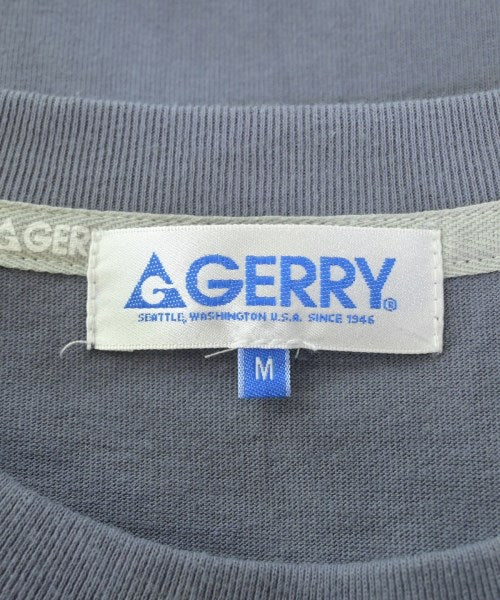 GERRY
GERRY®
SEATTLE, WASHINGTON U.S.A. SINCE 1946
M